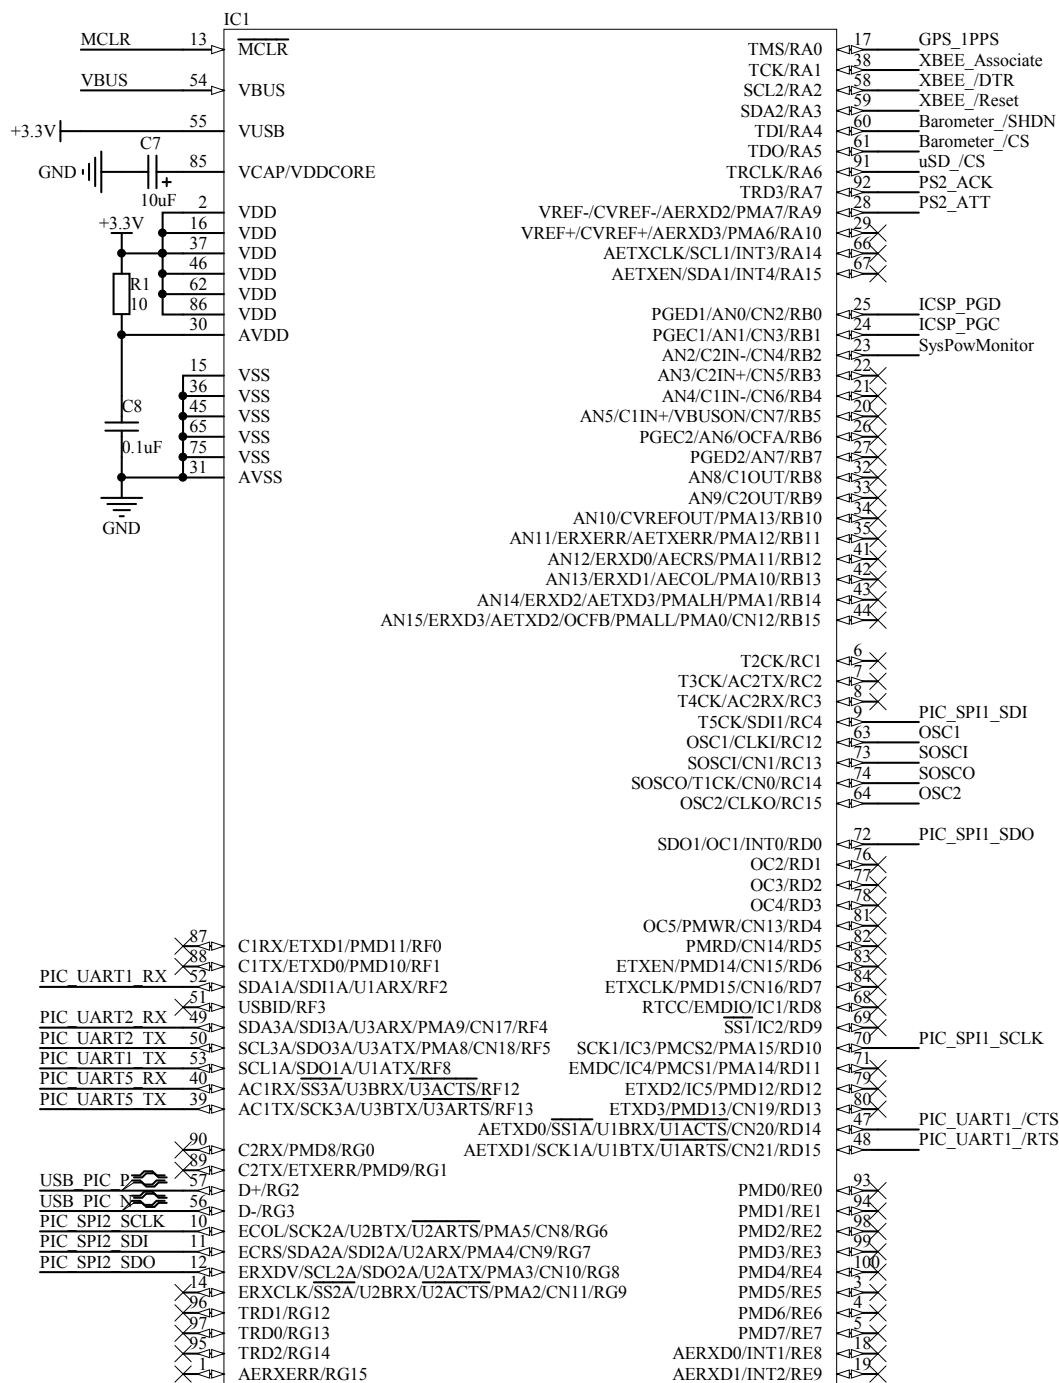 IC1
MCLR 13 MCLR
VBUS 54 VBUS
+3.3V 55 VUSB
C7
GND 85 VCAP/VDDCORE
10uF
+3.3V
2 VDD
16 VDD
37 VDD
46 VDD
62 VDD
86 VDD
R1
10
30 AVDD
15 VSS
36 VSS
45 VSS
65 VSS
75 VSS
31 AVSS
C8
0.1uF
GND
87 C1RX/ETXD1/PMD11/RF0
88 C1TX/ETXD0/PMD10/RF1
PIC_UART1_RX 52 SDA1A/SDI1A/U1ARX/RF2
51 USBID/RF3
PIC_UART2_RX 49 SDA3A/SDI3A/U3ARX/PMA9/CN17/RF4
PIC_UART2_TX 50 SCL3A/SDO3A/U3ATX/PMA8/CN18/RF5
PIC_UART1_TX 53 SCL1A/SDO1A/U1ATX/RF8
PIC_UART5_RX 40 AC1RX/SS3A/U3BRX/U3ACTS/RF12
PIC_UART5_TX 39 AC1TX/SCK3A/U3BTX/U3ARTS/RF13
90 C2RX/PMD8/RG0
89 C2TX/ETXERR/PMD9/RG1
USB_PIC_P 57 D+/RG2
USB_PIC_N 56 D-/RG3
PIC_SPI2_SCLK 10 ECOL/SCK2A/U2BTX/U2ARTS/PMA5/CN8/RG6
PIC_SPI2_SDI 11 ECRS/SDA2A/SDI2A/U2ARX/PMA4/CN9/RG7
PIC_SPI2_SDO 12 ERXDV/SCL2A/SDO2A/U2ATX/PMA3/CN10/RG8
14 ERXCLK/SS2A/U2BRX/U2ACTS/PMA2/CN11/RG9
96 TRD1/RG12
97 TRD0/RG13
95 TRD2/RG14
1 AERXERR/RG15
TMS/RA0 17 GPS_1PPS
TCK/RA1 38 XBEE_Associate
SCL2/RA2 58 XBEE_/DTR
SDA2/RA3 59 XBEE_/Reset
TDI/RA4 60 Barometer_/SHDN
TDO/RA5 61 Barometer_/CS
TRCLK/RA6 91 uSD_/CS
TRD3/RA7 92 PS2_ACK
VREF-/CVREF-/AERXD2/PMA7/RA9 28 PS2_ATT
VREF+/CVREF+/AERXD3/PMA6/RA10 29
AETXCLK/SCL1/INT3/RA14 66
AETXEN/SDA1/INT4/RA15 67
PGED1/AN0/CN2/RB0 25 ICSP_PGD
PGEC1/AN1/CN3/RB1 24 ICSP_PGC
AN2/C2IN-/CN4/RB2 23 SysPowMonitor
AN3/C2IN+/CN5/RB3 22
AN4/C1IN-/CN6/RB4 21
AN5/C1IN+/VBUSON/CN7/RB5 20
PGEC2/AN6/OCFA/RB6 26
PGED2/AN7/RB7 27
AN8/C1OUT/RB8 32
AN9/C2OUT/RB9 33
AN10/CVREFOUT/PMA13/RB10 34
AN11/ERXERR/AETXERR/PMA12/RB11 35
AN12/ERXD0/AECRS/PMA11/RB12 41
AN13/ERXD1/AECOL/PMA10/RB13 42
AN14/ERXD2/AETXD3/PMALH/PMA1/RB14 43
AN15/ERXD3/AETXD2/OCFB/PMALL/PMA0/CN12/RB15 44
T2CK/RC1 6
T3CK/AC2TX/RC2 7
T4CK/AC2RX/RC3 8
T5CK/SDI1/RC4 9 PIC_SPI1_SDI
OSC1/CLKI/RC12 63 OSC1
SOSCI/CN1/RC13 73 SOSCI
SOSCO/T1CK/CN0/RC14 74 SOSCO
OSC2/CLKO/RC15 64 OSC2
SDO1/OC1/INT0/RD0 72 PIC_SPI1_SDO
OC2/RD1 76
OC3/RD2 77
OC4/RD3 78
OC5/PMWR/CN13/RD4 81
PMRD/CN14/RD5 82
ETXEN/PMD14/CN15/RD6 83
ETXCLK/PMD15/CN16/RD7 84
RTCC/EMDIO/IC1/RD8 68
SS1/IC2/RD9 69
SCK1/IC3/PMCS2/PMA15/RD10 70 PIC_SPI1_SCLK
EMDC/IC4/PMCS1/PMA14/RD11 71
ETXD2/IC5/PMD12/RD12 79
ETXD3/PMD13/CN19/RD13 80
AETXD0/SS1A/U1BRX/U1ACTS/CN20/RD14 47 PIC_UART1_/CTS
AETXD1/SCK1A/U1BTX/U1ARTS/CN21/RD15 48 PIC_UART1_/RTS
PMD0/RE0 93
PMD1/RE1 94
PMD2/RE2 98
PMD3/RE3 99
PMD4/RE4 100
PMD5/RE5 3
PMD6/RE6 4
PMD7/RE7 5
AERXD0/INT1/RE8 18
AERXD1/INT2/RE9 19